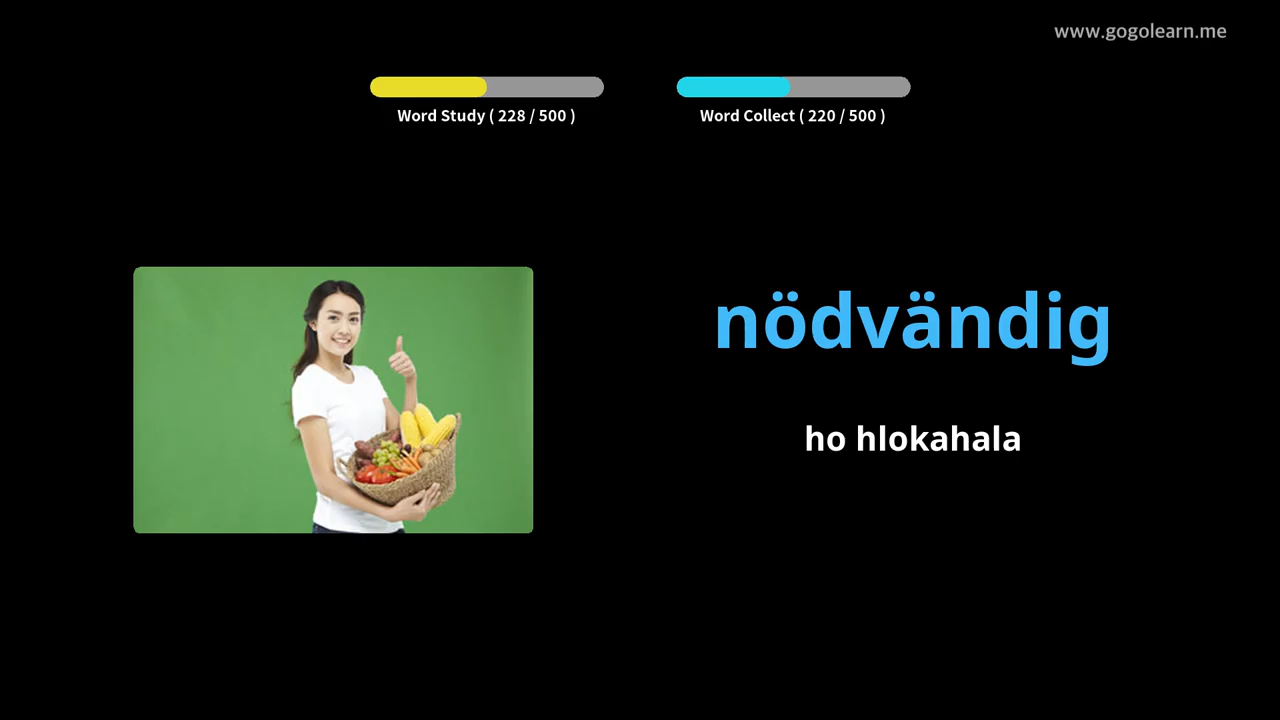 www.gogolearn.me
Word Study ( 228 / 500 )
Word Collect ( 220 / 500 )
nödvändig
ho hlokahala